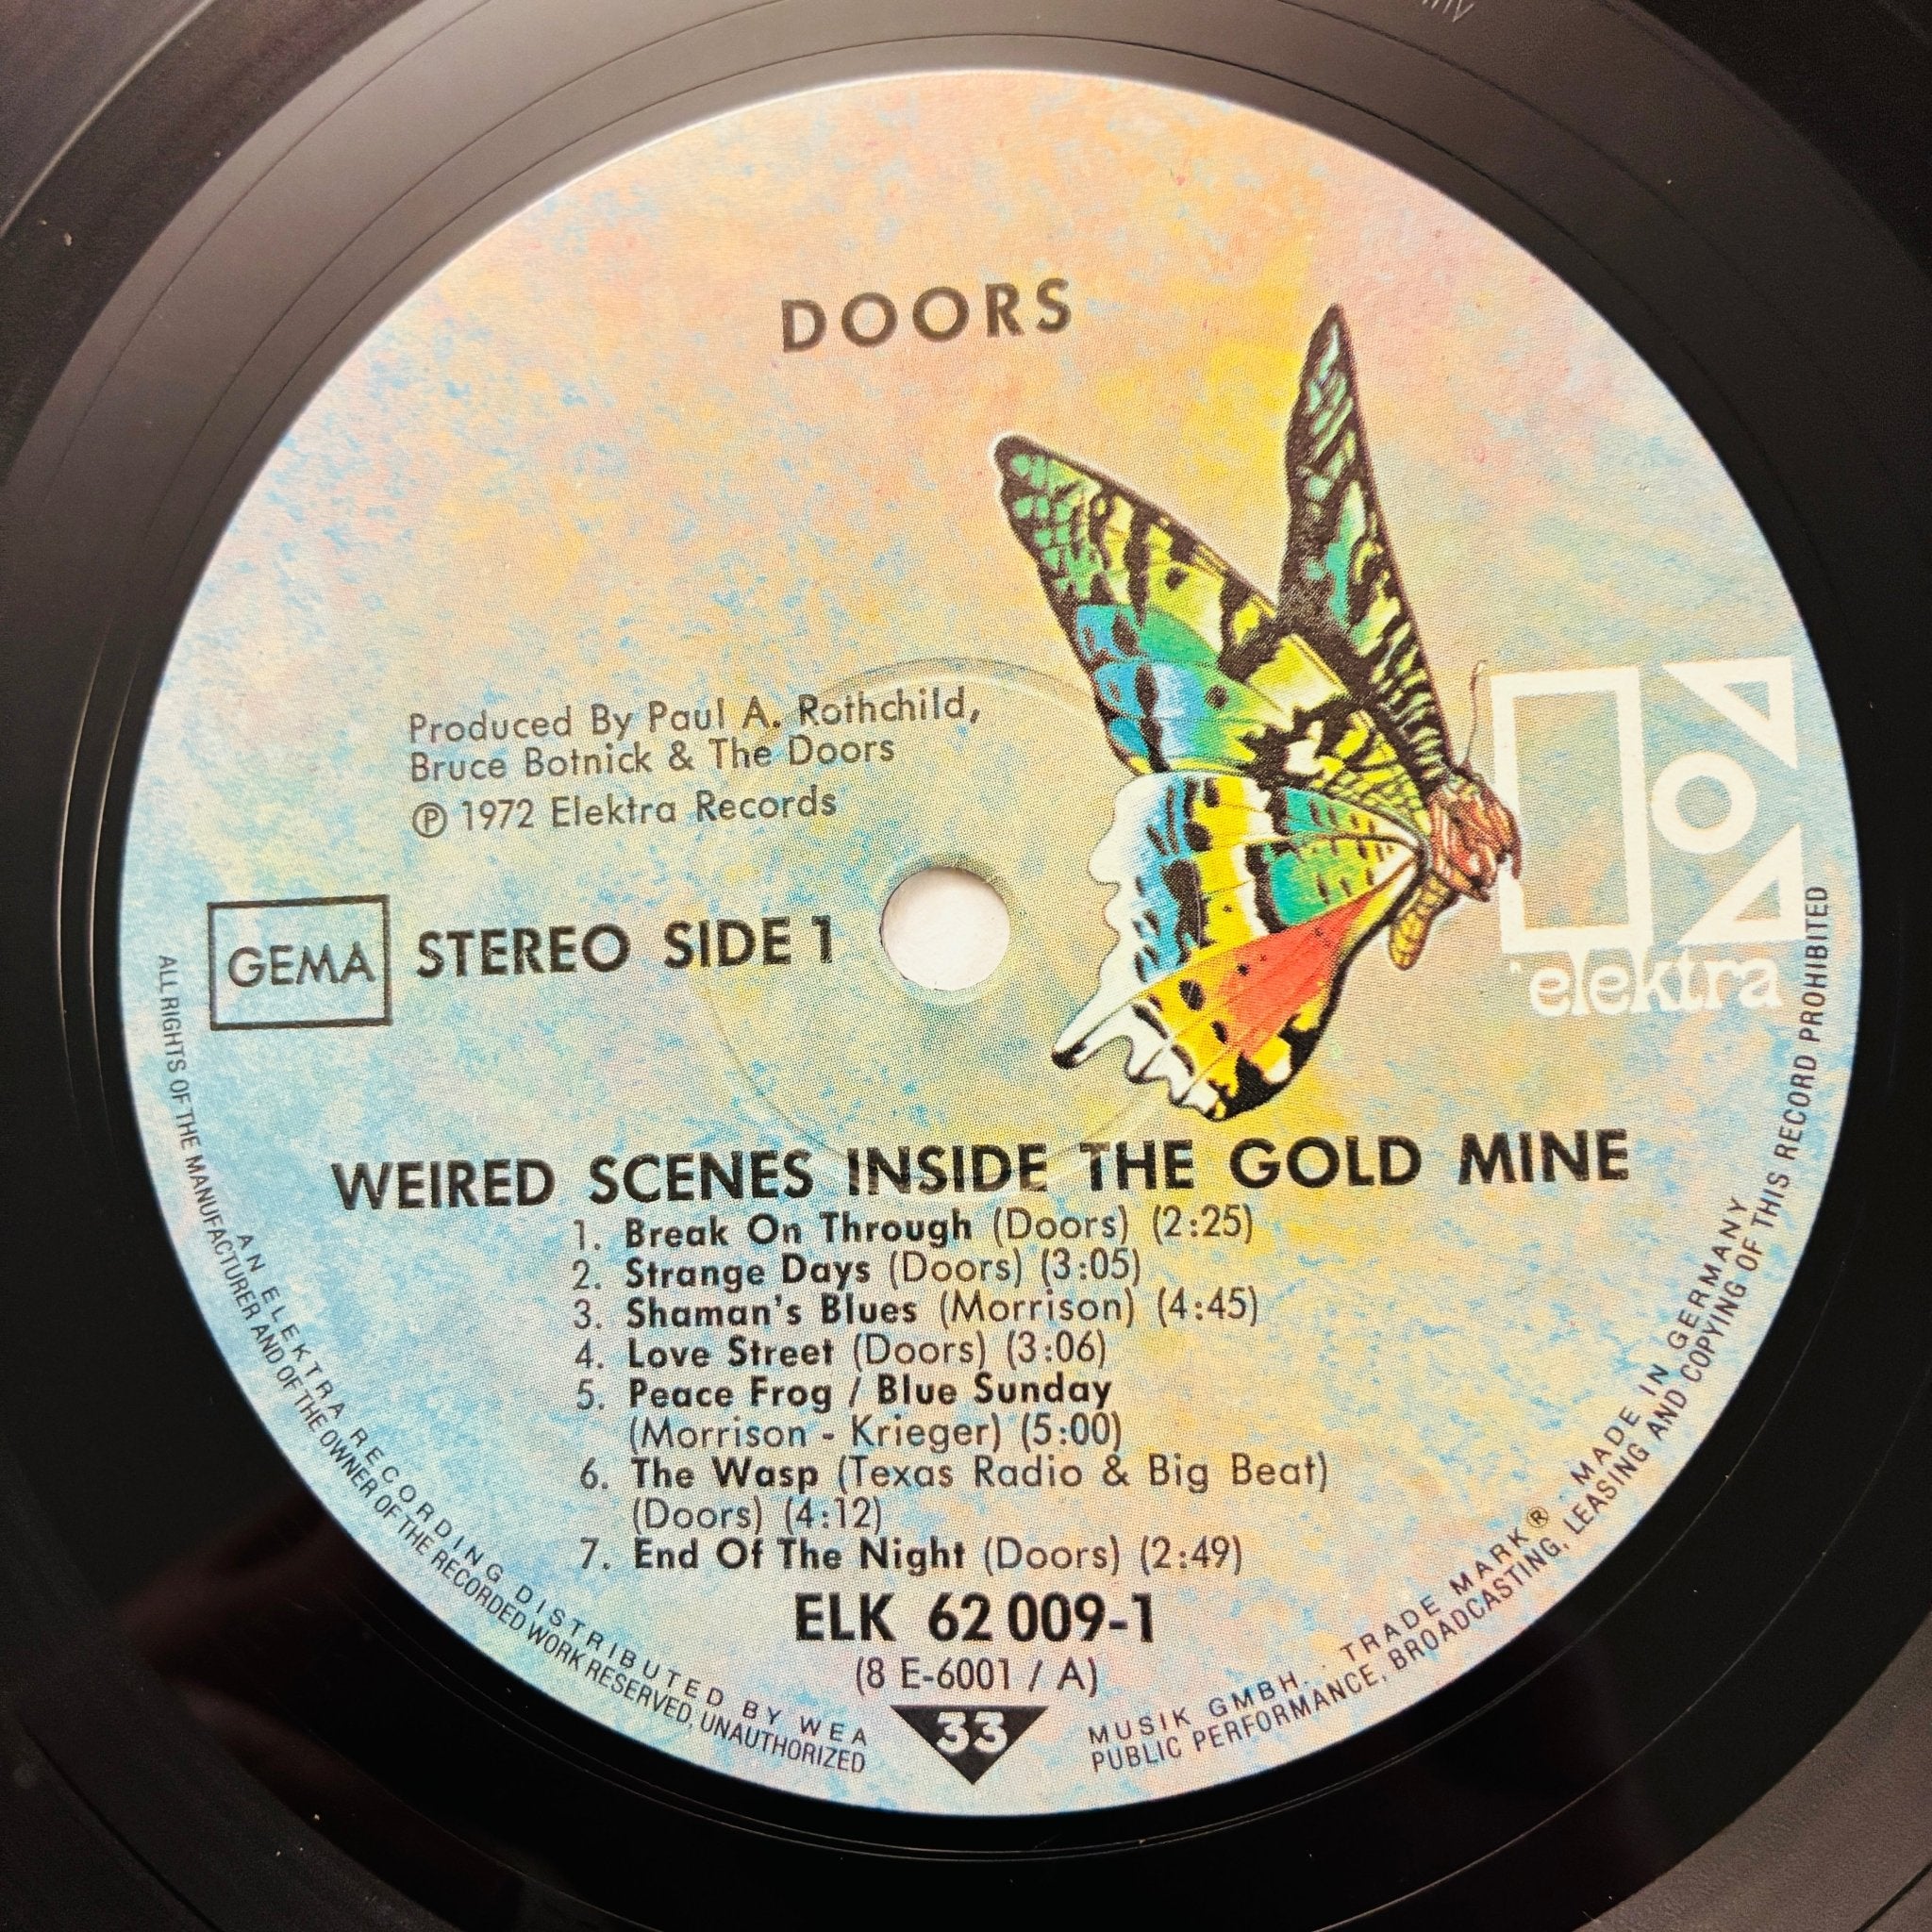 DOORS
Produced By Paul A. Rothchild,
Bruce Botnick & The Doors
℗ 1972 Elektra Records
GEMA
STEREO SIDE 1
elektra
WEIRED SCENES INSIDE THE GOLD MINE
1. Break On Through (Doors) (2:25)
2. Strange Days (Doors) (3:05)
3. Shaman's Blues (Morrison) (4:45)
4. Love Street (Doors) (3:06)
5. Peace Frog / Blue Sunday
(Morrison - Krieger) (5:00)
6. The Wasp (Texas Radio & Big Beat)
(Doors) (4:12)
7. End Of The Night (Doors) (2:49)
ELK 62 009-1
(8 E-6001 / A)
33
AN ELEKTRA RECORDING DISTRIBUTED BY WEA MUSIK GMBH. · TRADE MARK ® · MADE IN GERMANY
ALL RIGHTS OF THE MANUFACTURER AND OF THE OWNER OF THE RECORDED WORK RESERVED, UNAUTHORIZED PUBLIC PERFORMANCE, BROADCASTING, LEASING AND COPYING OF THIS RECORD PROHIBITED